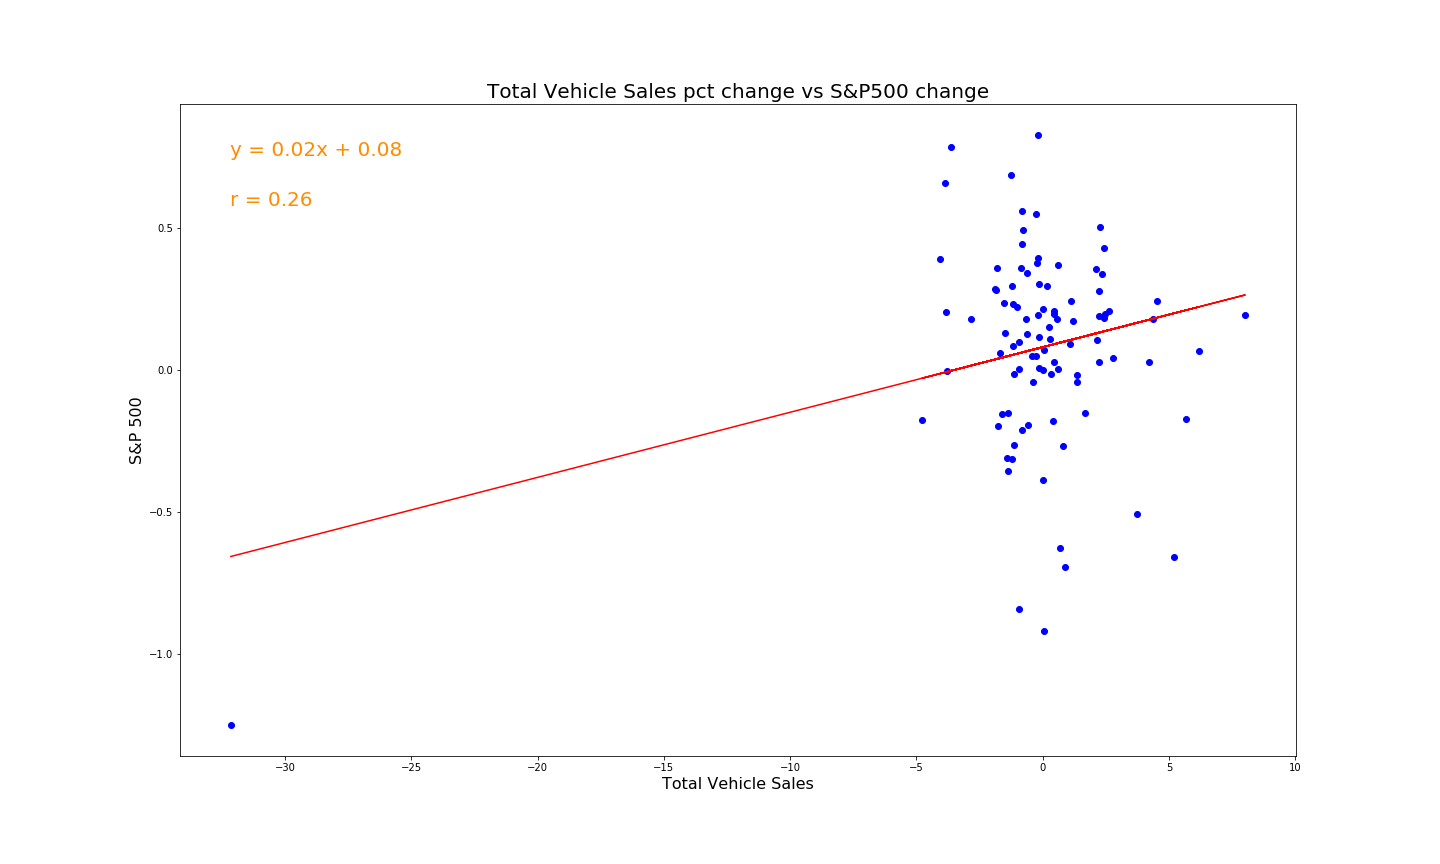 Total Vehicle Sales pct change vs S&P500 change
y = 0.02x + 0.08
r = 0.26
S&P 500
0.5
0.0
−0.5
−1.0
−30 −25 −20 −15 −10 −5 0 5 10
Total Vehicle Sales